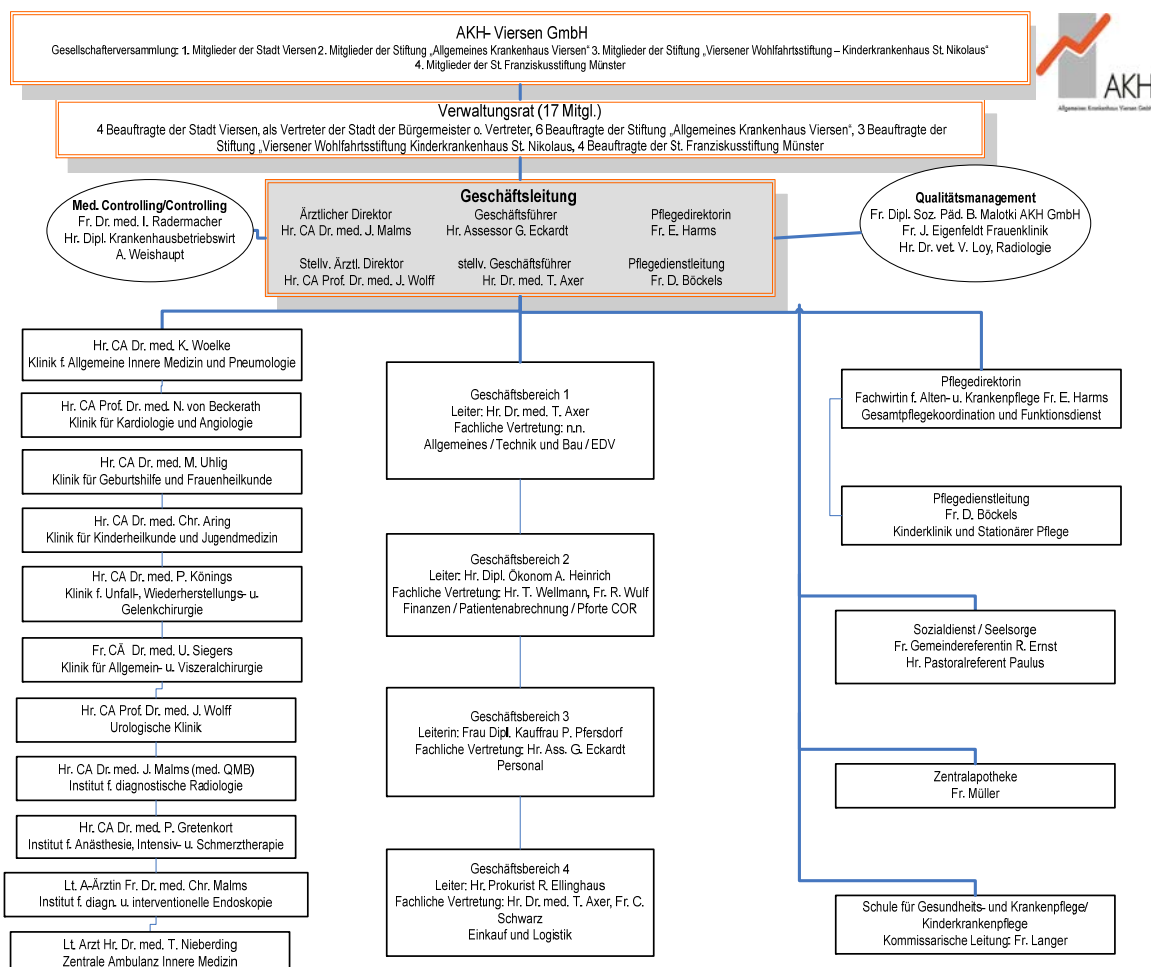 AKH- Viersen GmbH
Gesellschafterversammlung: 1. Mitglieder der Stadt Viersen 2. Mitglieder der Stiftung „Allgemeines Krankenhaus Viersen" 3. Mitglieder der Stiftung „Viersener Wohlfahrtsstiftung – Kinderkrankenhaus St. Nikolaus"
4. Mitglieder der St. Franziskusstiftung Münster
AKH
Allgemeines Krankenhaus Viersen GmbH
Verwaltungsrat (17 Mitgl.)
4 Beauftragte der Stadt Viersen, als Vertreter der Stadt der Bürgermeister o. Vertreter, 6 Beauftragte der Stiftung „Allgemeines Krankenhaus Viersen", 3 Beauftragte der
Stiftung „Viersener Wohlfahrtsstiftung Kinderkrankenhaus St. Nikolaus, 4 Beauftragte der St. Franziskusstiftung Münster
Med. Controlling/Controlling
Fr. Dr. med. I. Radermacher
Hr. Dipl. Krankenhausbetriebswirt
A. Weishaupt
Geschäftsleitung
Ärztlicher Direktor
Hr. CA Dr. med. J. Malms
Geschäftsführer
Hr. Assessor G. Eckardt
Pflegedirektorin
Fr. E. Harms
Stellv. Ärztl. Direktor
Hr. CA Prof. Dr. med. J. Wolff
stellv. Geschäftsführer
Hr. Dr. med. T. Axer
Pflegedienstleitung
Fr. D. Böckels
Qualitätsmanagement
Fr. Dipl. Soz. Päd. B. Malotki AKH GmbH
Fr. J. Eigenfeldt Frauenklinik
Hr. Dr. vet. V. Loy, Radiologie
Hr. CA Dr. med. K. Woelke
Klinik f. Allgemeine Innere Medizin und Pneumologie
Hr. CA Prof. Dr. med. N. von Beckerath
Klinik für Kardiologie und Angiologie
Hr. CA Dr. med. M. Uhlig
Klinik für Geburtshilfe und Frauenheilkunde
Hr. CA Dr. med. Chr. Aring
Klinik für Kinderheilkunde und Jugendmedizin
Hr. CA Dr. med. P. Könings
Klinik f. Unfall-, Wiederherstellungs- u.
Gelenkchirurgie
Fr. CÄ Dr. med. U. Siegers
Klinik für Allgemein- u. Viszeralchirurgie
Hr. CA Prof. Dr. med. J. Wolff
Urologische Klinik
Hr. CA Dr. med. J. Malms (med. QMB)
Institut f. diagnostische Radiologie
Hr. CA Dr. med. P. Gretenkort
Institut f. Anästhesie, Intensiv- u. Schmerztherapie
Lt. A-Ärztin Fr. Dr. med. Chr. Malms
Institut f. diagn. u. interventionelle Endoskopie
Lt. Arzt Hr. Dr. med. T. Nieberding
Zentrale Ambulanz Innere Medizin
Geschäftsbereich 1
Leiter: Hr. Dr. med. T. Axer
Fachliche Vertretung: n.n.
Allgemeines / Technik und Bau / EDV
Geschäftsbereich 2
Leiter: Hr. Dipl. Ökonom A. Heinrich
Fachliche Vertretung: Hr. T. Wellmann, Fr. R. Wulf
Finanzen / Patientenabrechnung / Pforte COR
Geschäftsbereich 3
Leiterin: Frau Dipl. Kauffrau P. Pfersdorf
Fachliche Vertretung: Hr. Ass. G. Eckardt
Personal
Geschäftsbereich 4
Leiter: Hr. Prokurist R. Ellinghaus
Fachliche Vertretung: Hr. Dr. med. T. Axer, Fr. C.
Schwarz
Einkauf und Logistik
Pflegedirektorin
Fachwirtin f. Alten- u. Krankenpflege Fr. E. Harms
Gesamtpflegekoordination und Funktionsdienst
Pflegedienstleitung
Fr. D. Böckels
Kinderklinik und Stationärer Pflege
Sozialdienst / Seelsorge
Fr. Gemeindereferentin R. Ernst
Hr. Pastoralreferent Paulus
Zentralapotheke
Fr. Müller
Schule für Gesundheits- und Krankenpflege/
Kinderkrankenpflege
Kommissarische Leitung: Fr. Langer